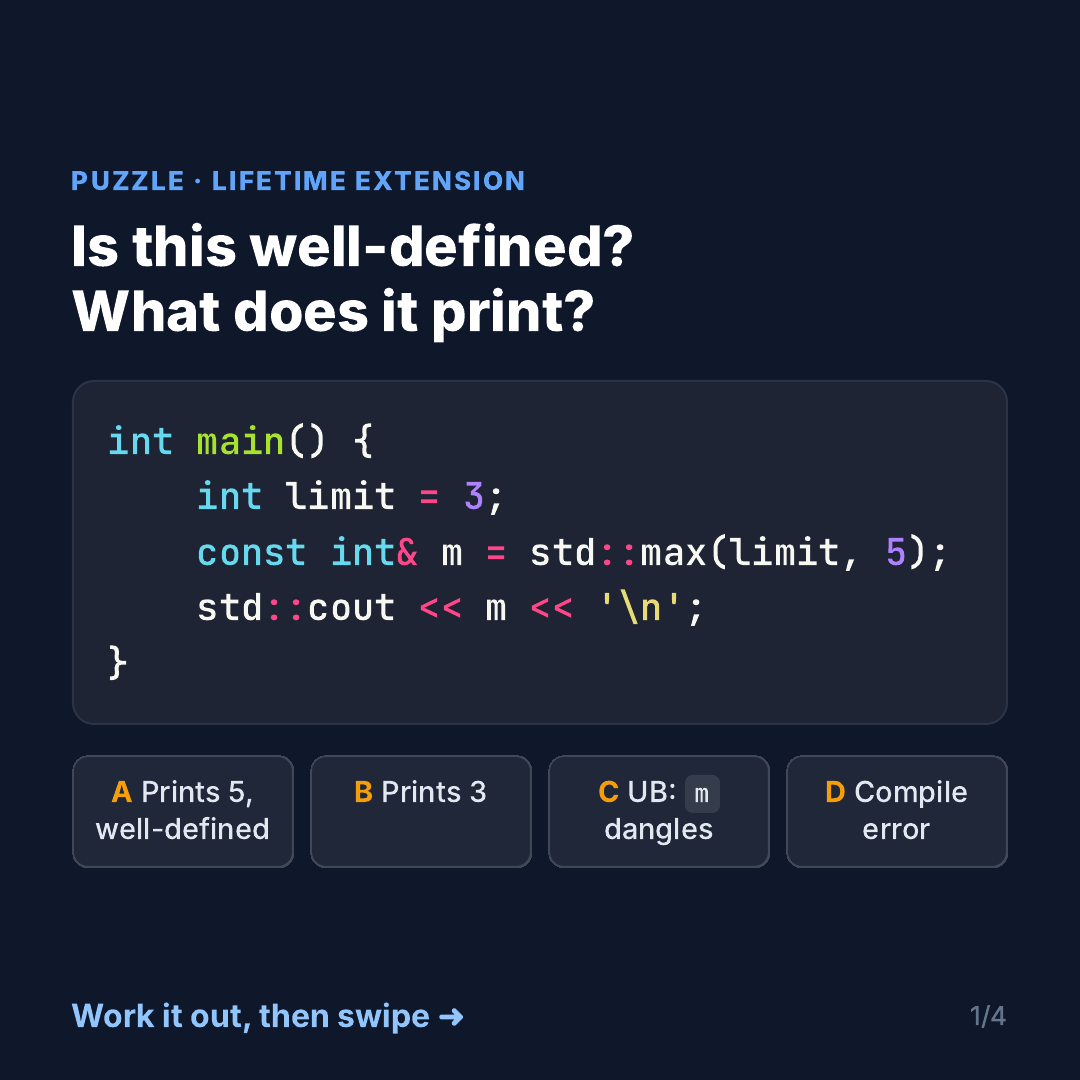 PUZZLE · LIFETIME EXTENSION
Is this well-defined?
What does it print?
int main() {
    int limit = 3;
    const int& m = std::max(limit, 5);
    std::cout << m << '\n';
}
A Prints 5,
well-defined
B Prints 3
C UB: m
dangles
D Compile
error
Work it out, then swipe ➜
1/4